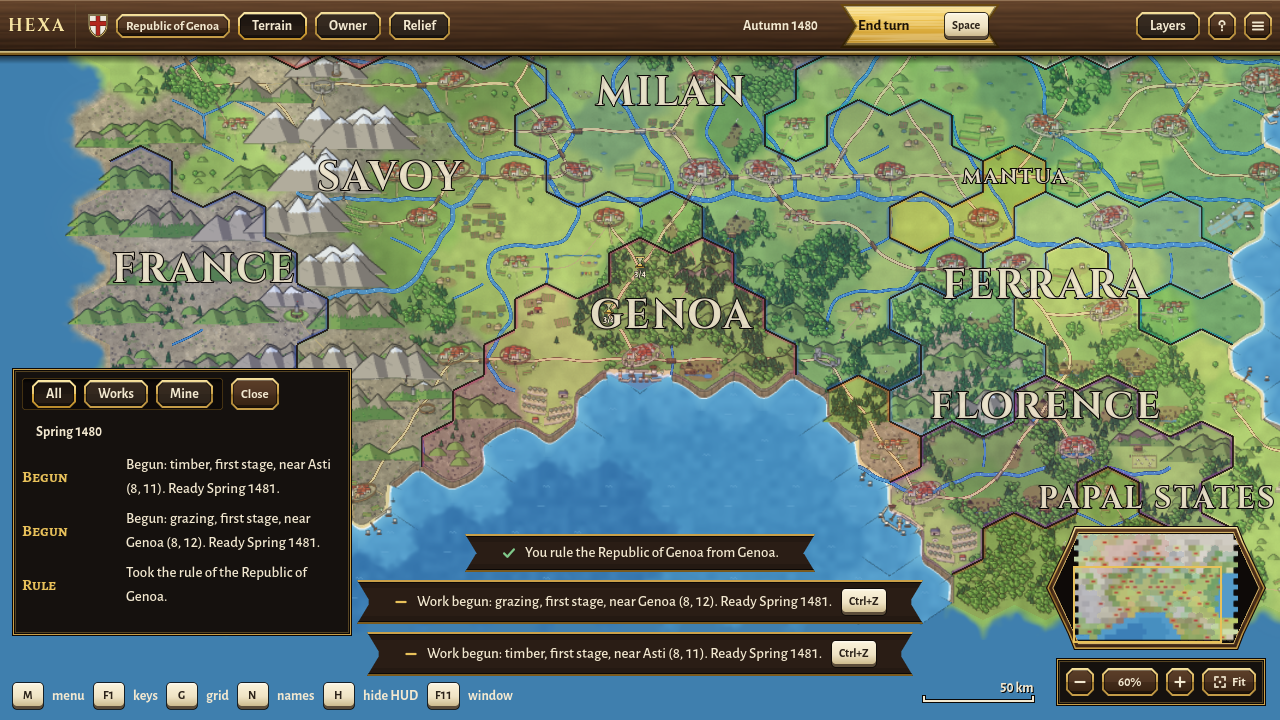 HEXA
Republic of Genoa
Terrain
Owner
Relief
Autumn 1480
End turn
Space
Layers
?
MILAN
SAVOY
MANTUA
FRANCE
FERRARA
3/4
GENOA
FLORENCE
PAPAL STATES
All
Works
Mine
Close
Spring 1480
Begun
Begun: timber, first stage, near Asti
(8, 11). Ready Spring 1481.
Begun
Begun: grazing, first stage, near
Genoa (8, 12). Ready Spring 1481.
Rule
Took the rule of the Republic of
Genoa.
You rule the Republic of Genoa from Genoa.
Work begun: grazing, first stage, near Genoa (8, 12). Ready Spring 1481.
Ctrl+Z
Work begun: timber, first stage, near Asti (8, 11). Ready Spring 1481.
Ctrl+Z
M
menu
F1
keys
G
grid
N
names
H
hide HUD
F11
window
50 km
60%
Fit